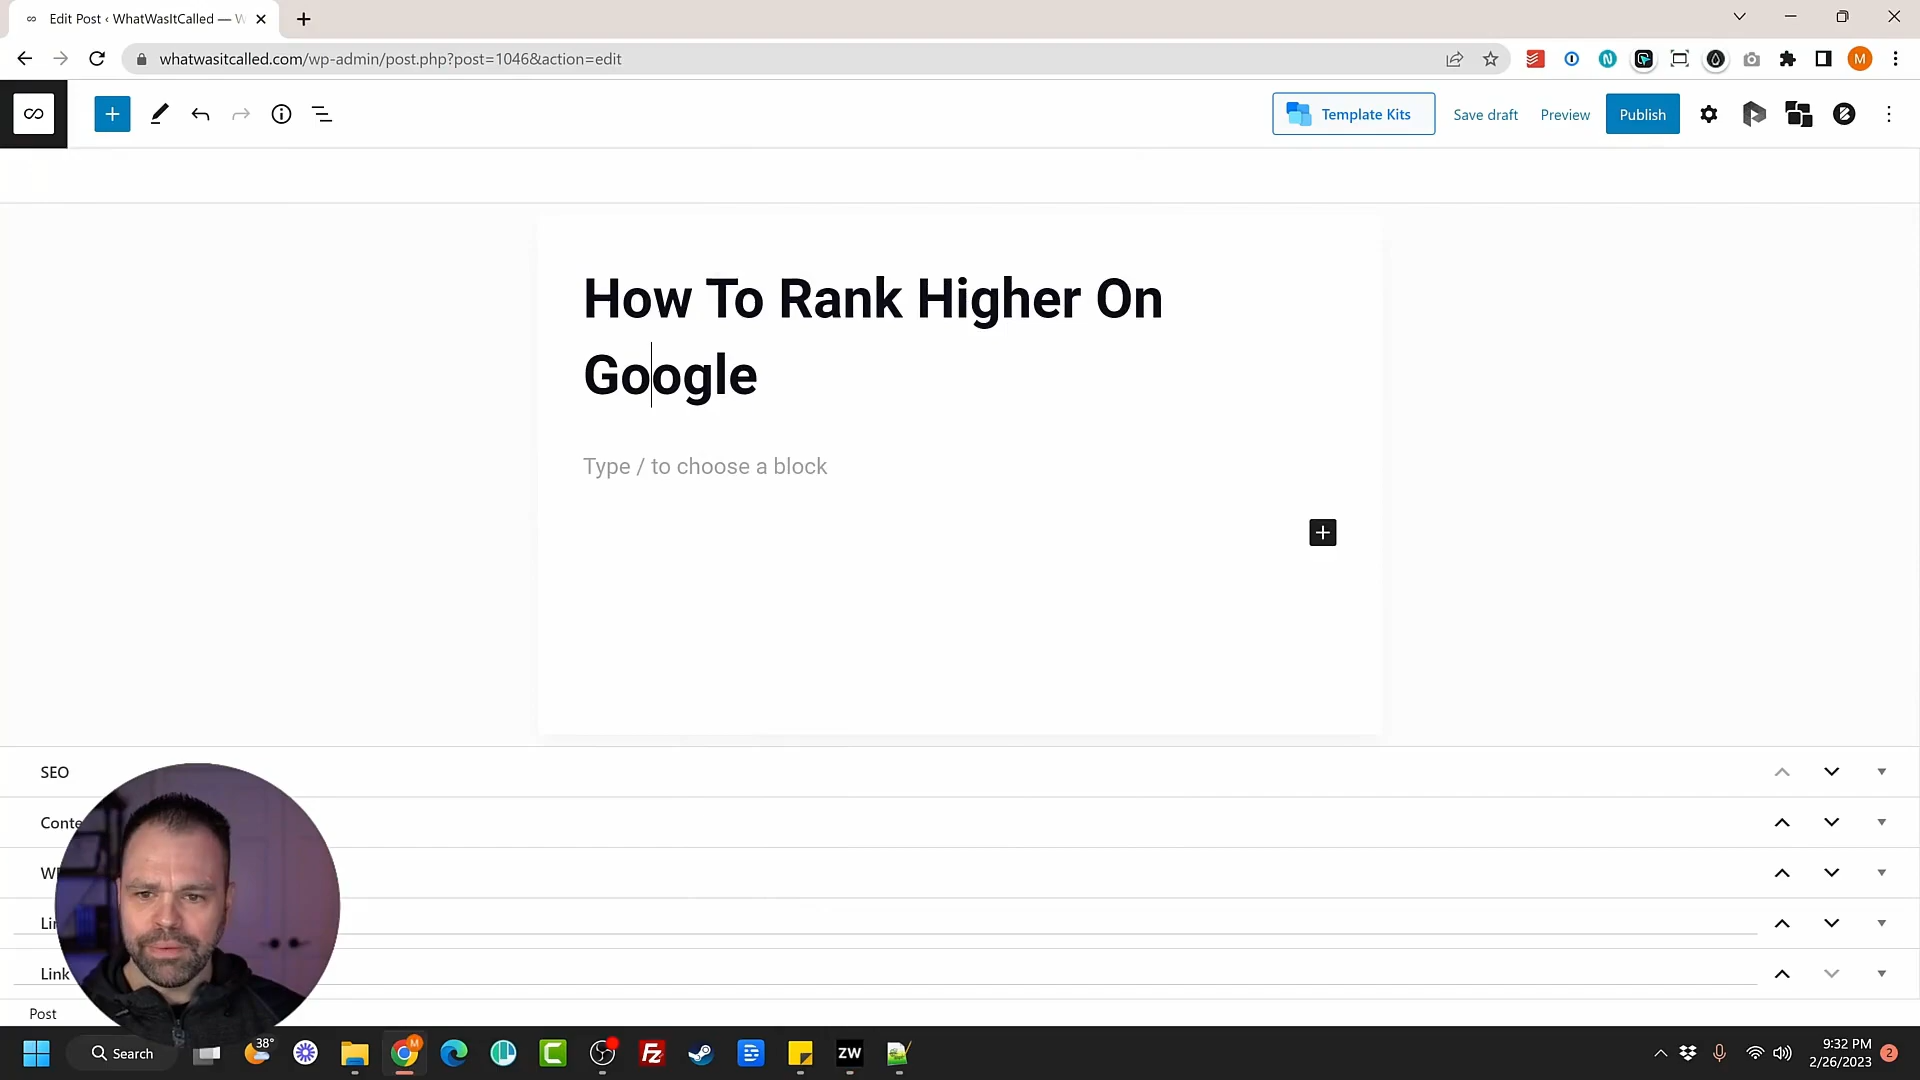 Edit Post ‹ WhatWasItCalled — W
whatwasitcalled.com/wp-admin/post.php?post=1046&action=edit
M
Template Kits
Save draft
Preview
Publish
How To Rank Higher On
Google
Type / to choose a block
SEO
Conte
Link
Post
38°
Search
M
Fz
ZW
9:32 PM
2/26/2023
2